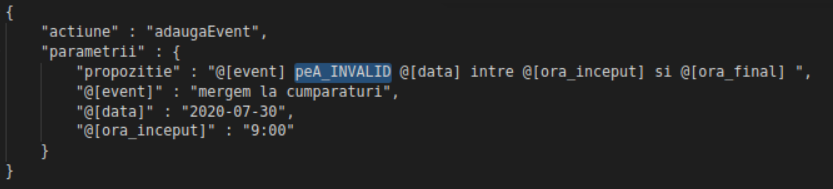 {
"actiune" : "adaugaEvent",
"parametrii" : {
"propozitie" : "@[event] peA_INVALID @[data] intre @[ora_inceput] si @[ora_final] ",
"@[event]" : "mergem la cumparaturi",
"@[data]" : "2020-07-30",
"@[ora_inceput]" : "9:00"
}
}